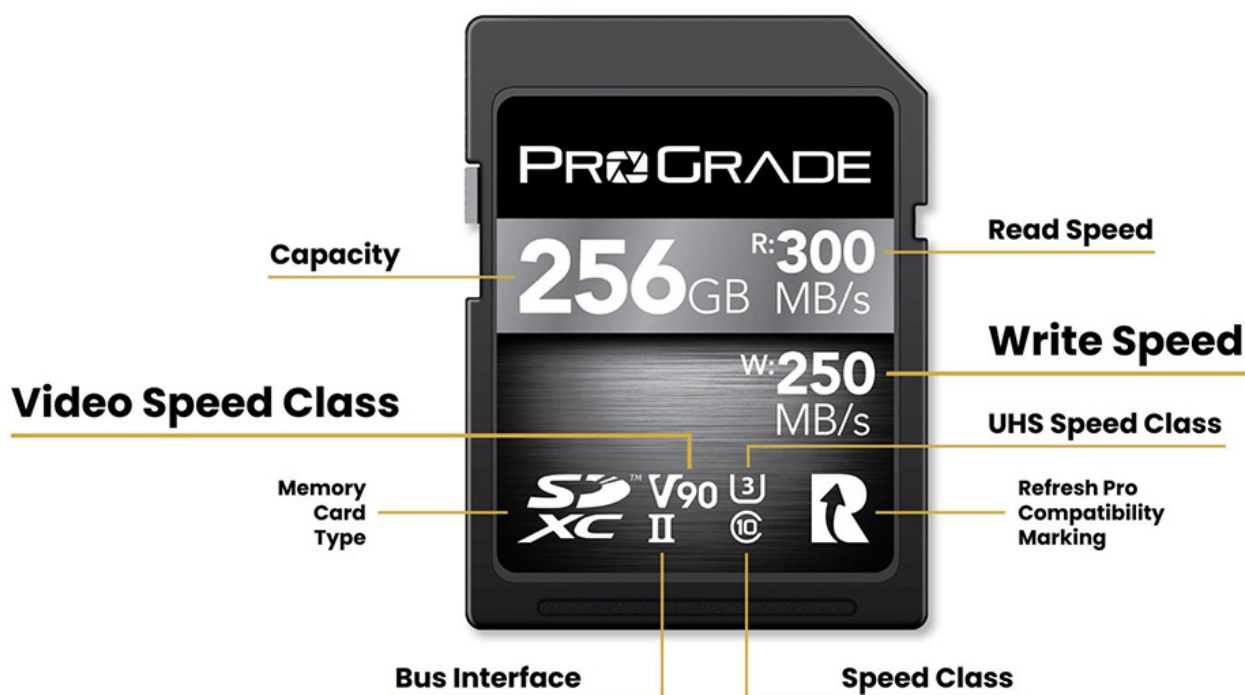 PROGRADE
Capacity
256GB
R:300
MB/s
Read Speed
W:250
MB/s
Write Speed
Video Speed Class
UHS Speed Class
Memory
Card
Type
SD™
XC
V90
II
3
10
R
Refresh Pro
Compatibility
Marking
Bus Interface
Speed Class